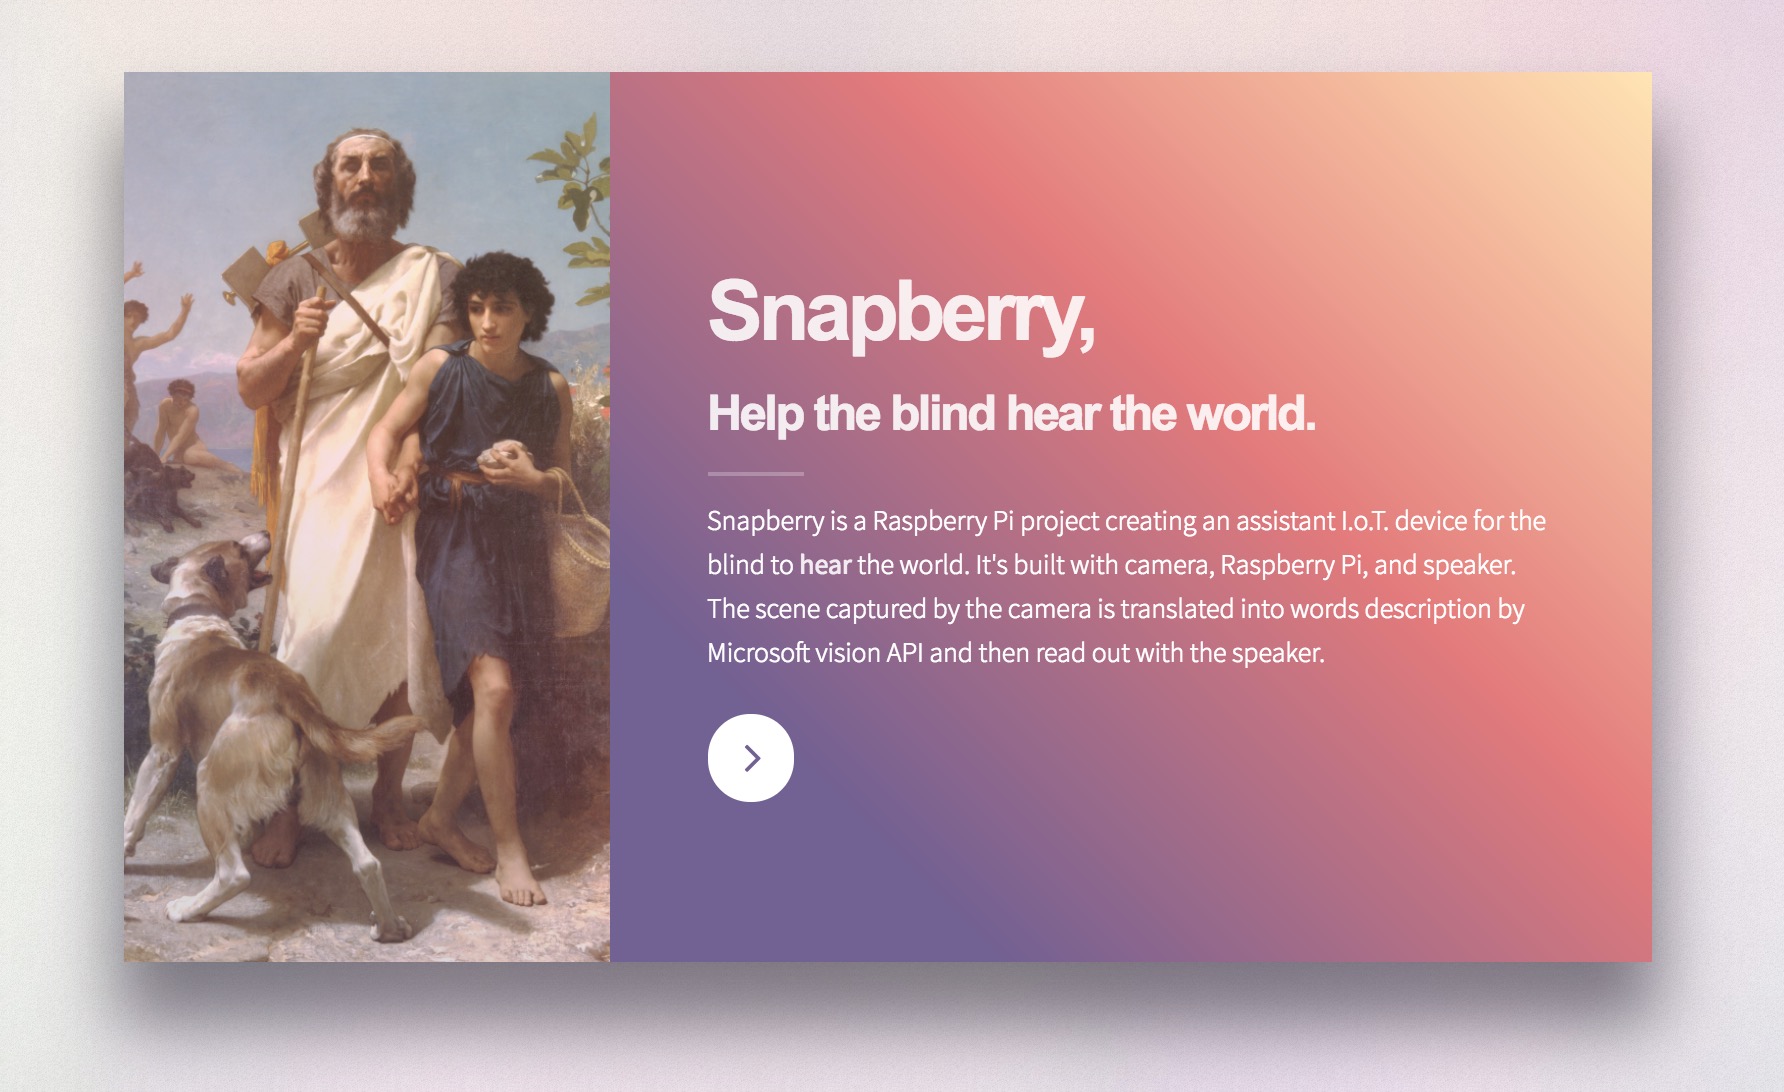 Snapberry,
Help the blind hear the world.
Snapberry is a Raspberry Pi project creating an assistant I.o.T. device for the
blind to hear the world. It's built with camera, Raspberry Pi, and speaker.
The scene captured by the camera is translated into words description by
Microsoft vision API and then read out with the speaker.